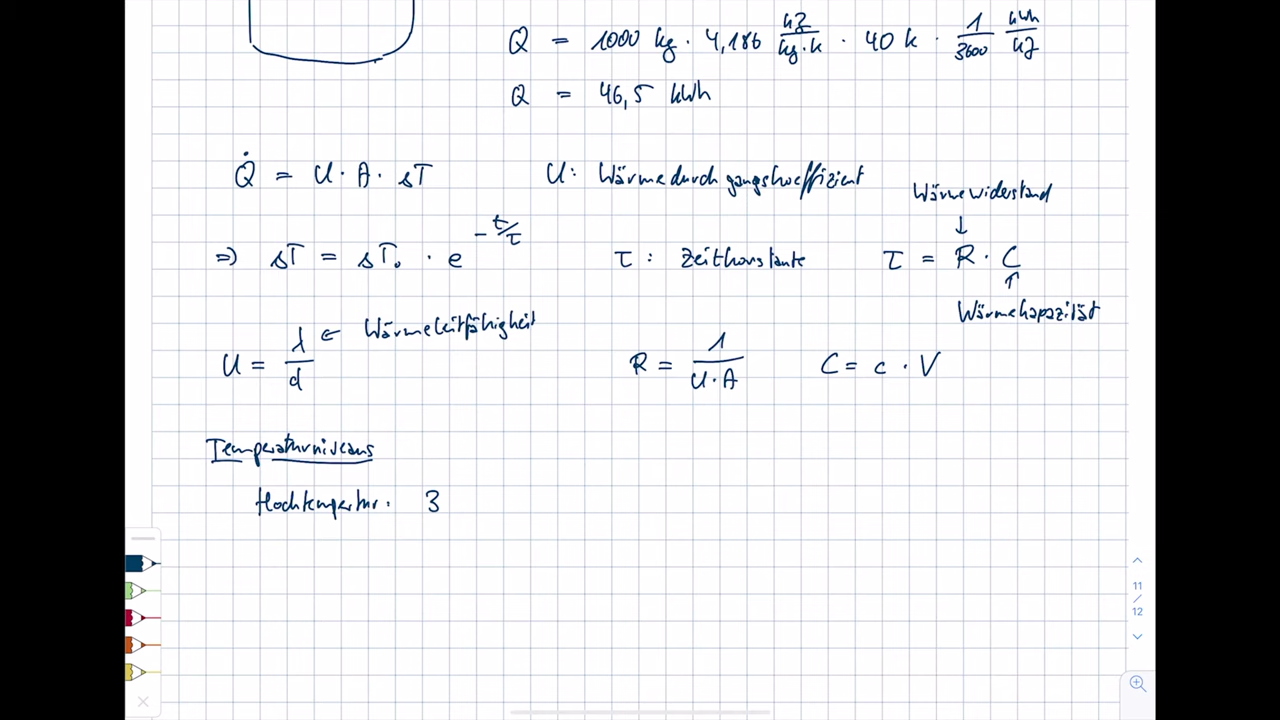 Q = 1000 kg · 4,186 kJ/kg·K · 40 K · 1/3600 kWh/kJ
Q = 46,5 kWh
Q̇ = U · A · ΔT U: Wärmedurchgangskoeffizient
Wärmewiderstand
↓
⇒ ΔT = ΔT₀ · e^(-t/τ) τ : Zeitkonstante τ = R · C
↑
Wärmekapazität
U = λ/d ← Wärmeleitfähigkeit R = 1/(U·A) C = c · V
Temperaturniveaus
Hochtemperatur: 3
11
/
12